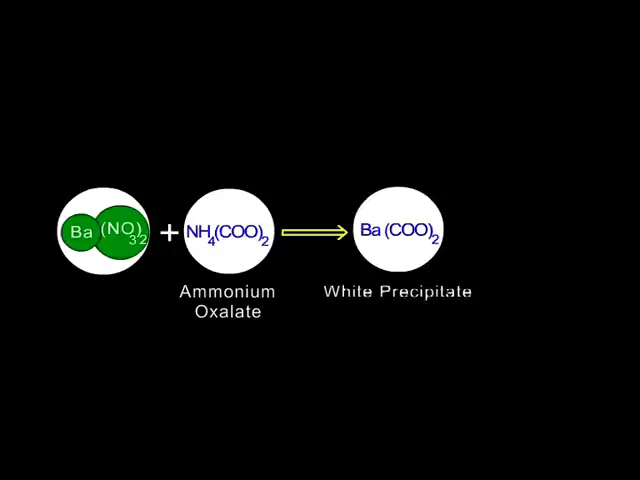 Ba (NO3)2 + NH4(COO)2 Ba (COO)2
Ammonium White Precipitate
Oxalate